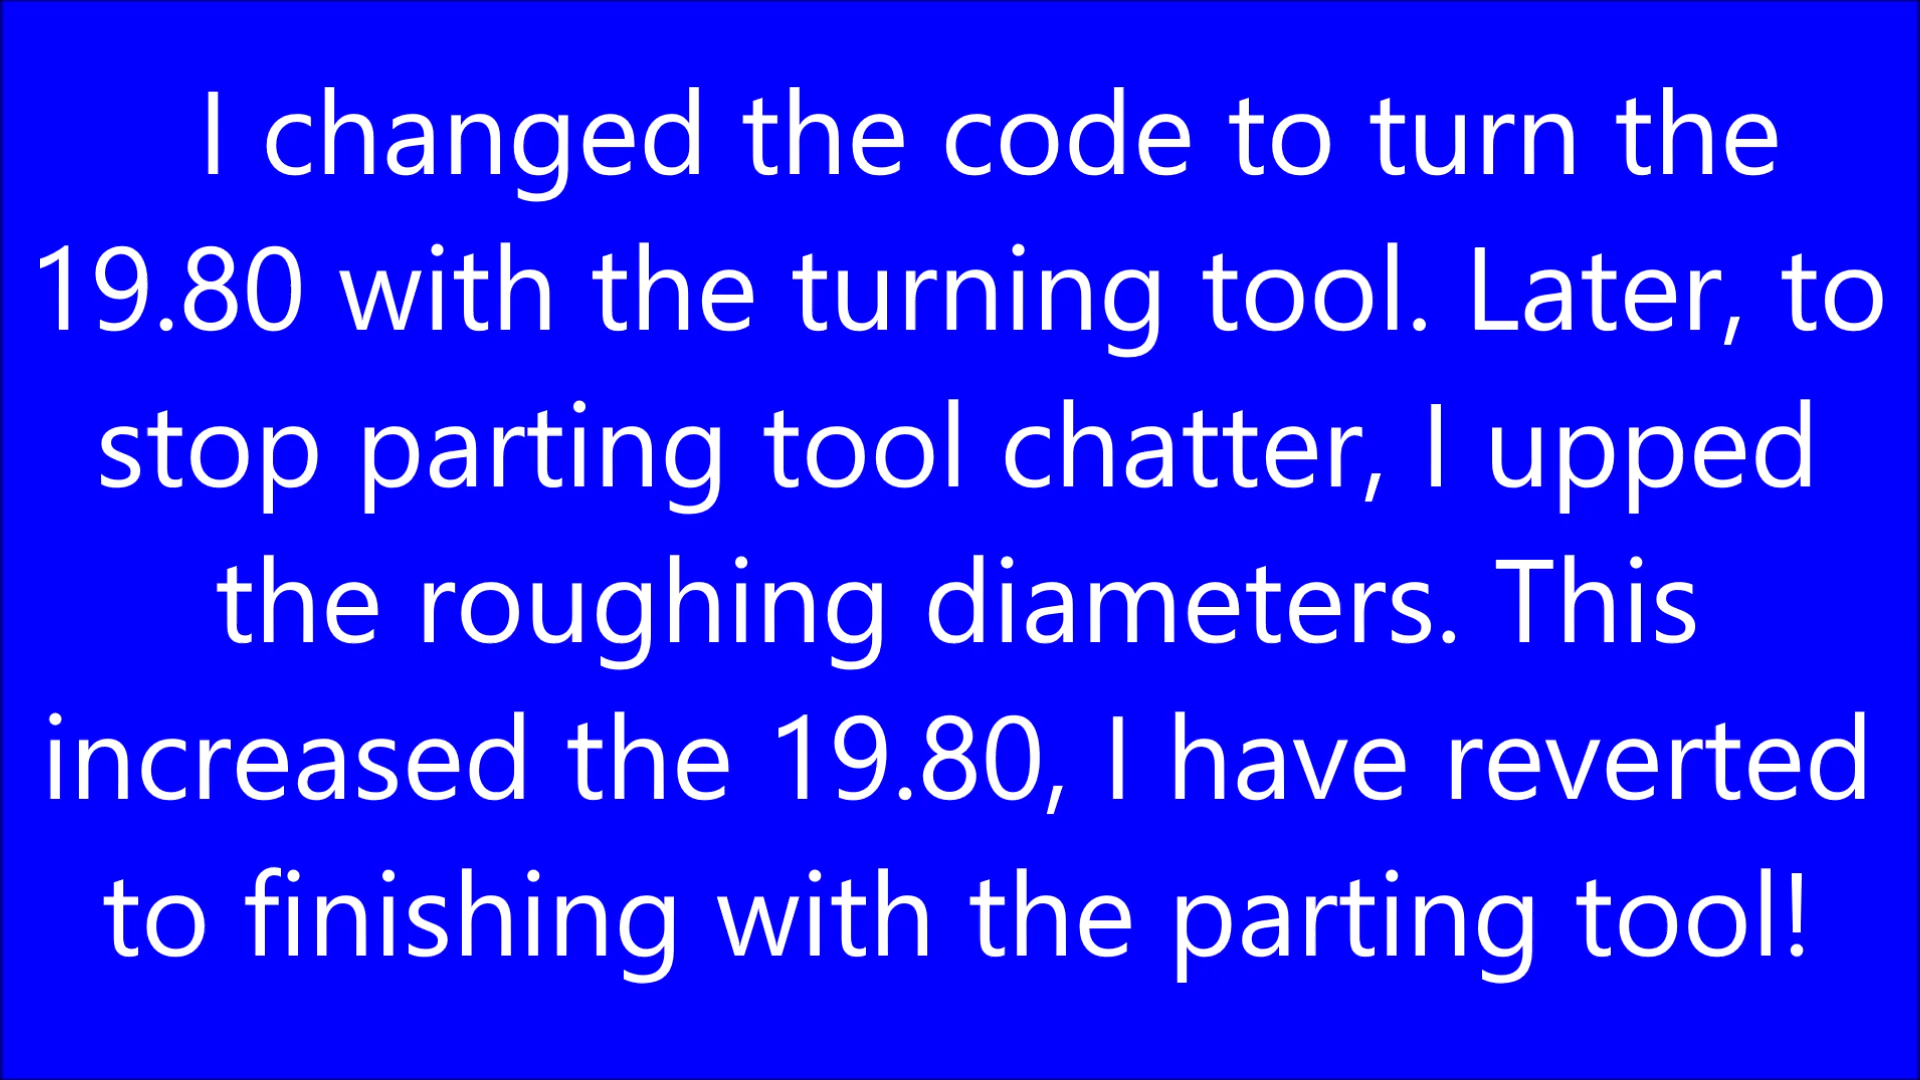 I changed the code to turn the
19.80 with the turning tool. Later, to
stop parting tool chatter, I upped
the roughing diameters. This
increased the 19.80, I have reverted
to finishing with the parting tool!